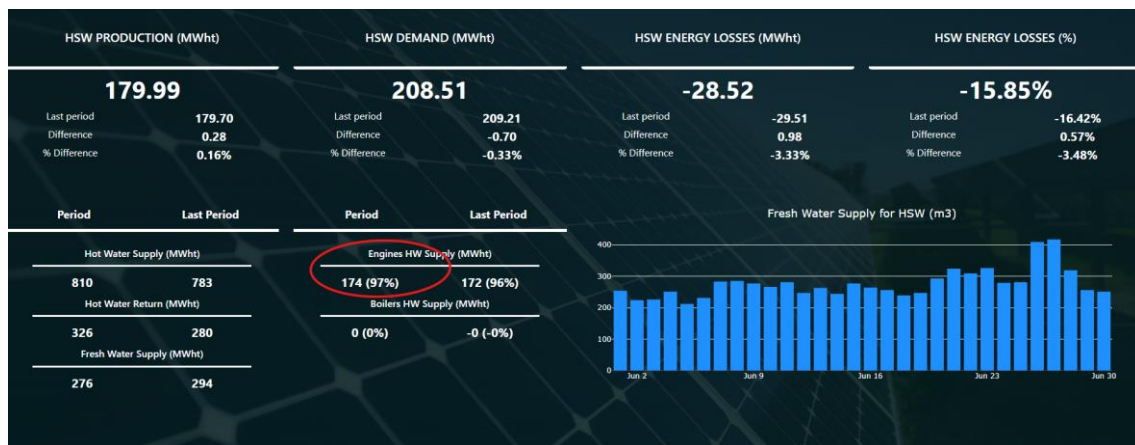 HSW PRODUCTION (MWht) HSW DEMAND (MWht) HSW ENERGY LOSSES (MWht) HSW ENERGY LOSSES (%)
179.99 208.51 -28.52 -15.85%
Last period 179.70 Last period 209.21 Last period -29.51 Last period -16.42%
Difference 0.28 Difference -0.70 Difference 0.98 Difference 0.57%
% Difference 0.16% % Difference -0.33% % Difference -3.33% % Difference -3.48%
Period Last Period Period Last Period Fresh Water Supply for HSW (m3)
Hot Water Supply (MWht) Engines HW Supply (MWht)
810 783 174 (97%) 172 (96%)
Hot Water Return (MWht) Boilers HW Supply (MWht)
326 280 0 (0%) -0 (-0%)
Fresh Water Supply (MWht)
276 294
400
300
200
100
0
Jun 2 Jun 9 Jun 16 Jun 23 Jun 30